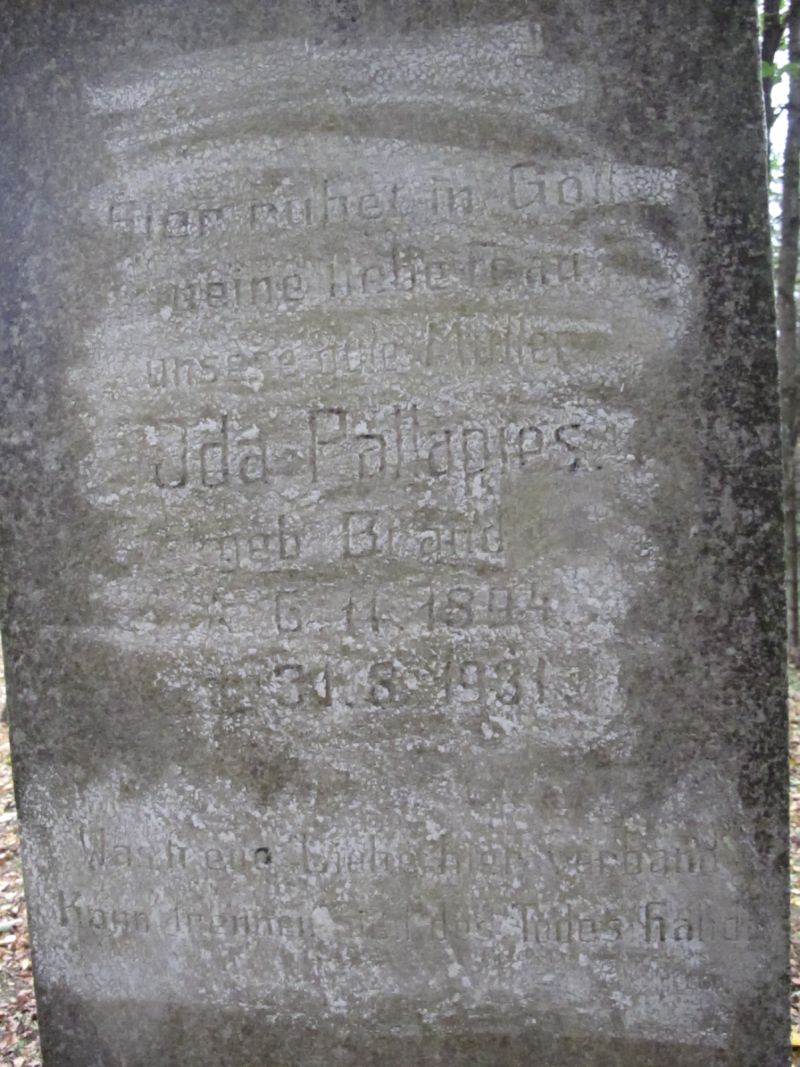 Hier ruhet in Gott
meine liebe Frau
unsere gute Mutter
Ida Pallapies
geb Brand
* 6. 11. 1894
† 31. 8. 1931.
Was treue Liebe hier verband
Kann trennen des Todes Hand